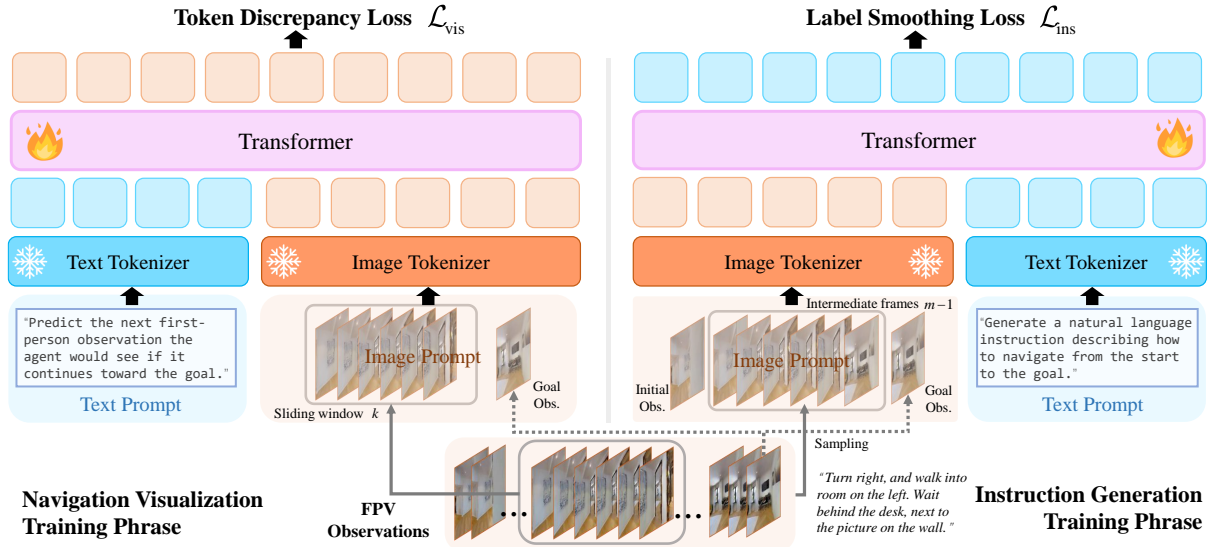 Token Discrepancy Loss ℒvis
Label Smoothing Loss ℒins
Transformer
Transformer
Text Tokenizer
Image Tokenizer
Image Tokenizer
Text Tokenizer
"Predict the next first-
person observation the
agent would see if it
continues toward the goal."
Text Prompt
Image Prompt
Sliding window k
Goal
Obs.
Intermediate frames m−1
Image Prompt
Initial
Obs.
Goal
Obs.
"Generate a natural language
instruction describing how
to navigate from the start
to the goal."
Text Prompt
Sampling
Navigation Visualization
Training Phrase
FPV
Observations
"Turn right, and walk into
room on the left. Wait
behind the desk, next to
the picture on the wall."
Instruction Generation
Training Phrase